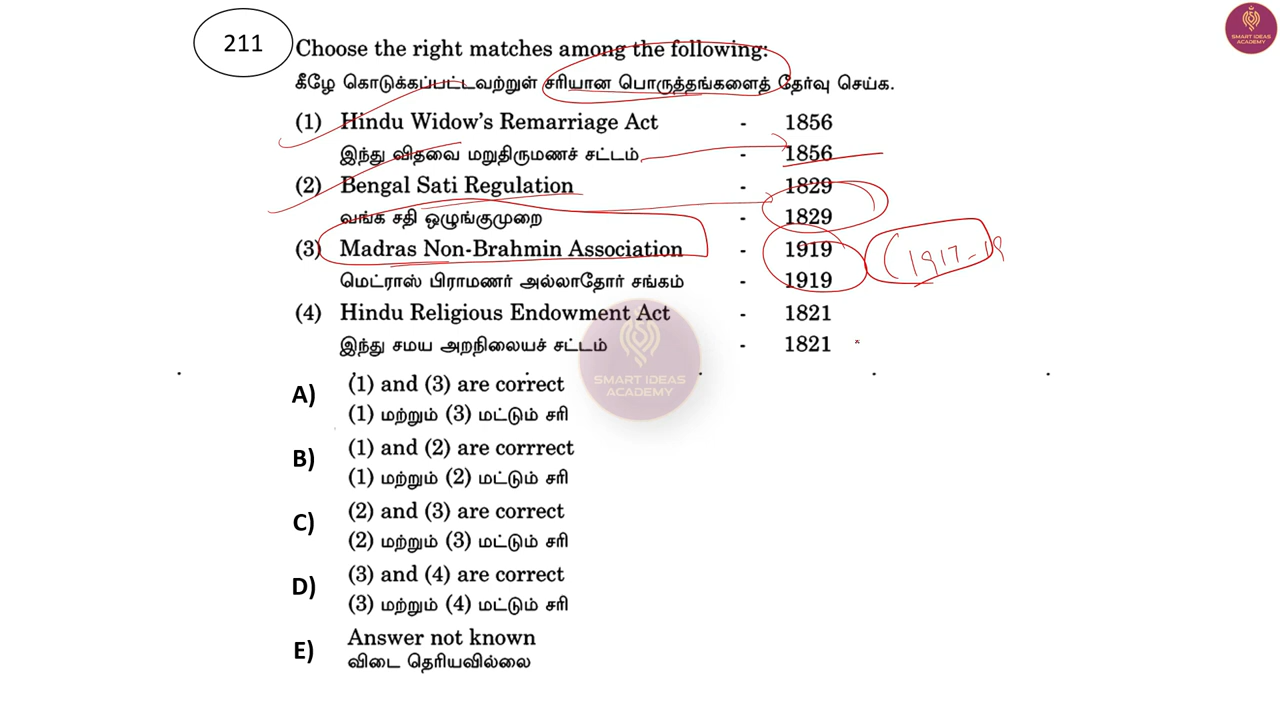 211
SMART IDEAS
ACADEMY
Choose the right matches among the following:
கீழே கொடுக்கப்பட்டவற்றுள் சரியான பொருத்தங்களைத் தேர்வு செய்க.
(1) Hindu Widow's Remarriage Act - 1856
இந்து விதவை மறுதிருமணச் சட்டம் - 1856
(2) Bengal Sati Regulation - 1829
வங்க சதி ஒழுங்குமுறை - 1829
(3) Madras Non-Brahmin Association - 1919 (1917-19
மெட்ராஸ் பிராமணர் அல்லாதோர் சங்கம் - 1919
(4) Hindu Religious Endowment Act - 1821
இந்து சமய அறநிலையச் சட்டம் - 1821
SMART IDEAS
ACADEMY
A) (1) and (3) are correct
(1) மற்றும் (3) மட்டும் சரி
B) (1) and (2) are corrrect
(1) மற்றும் (2) மட்டும் சரி
C) (2) and (3) are correct
(2) மற்றும் (3) மட்டும் சரி
D) (3) and (4) are correct
(3) மற்றும் (4) மட்டும் சரி
E) Answer not known
விடை தெரியவில்லை